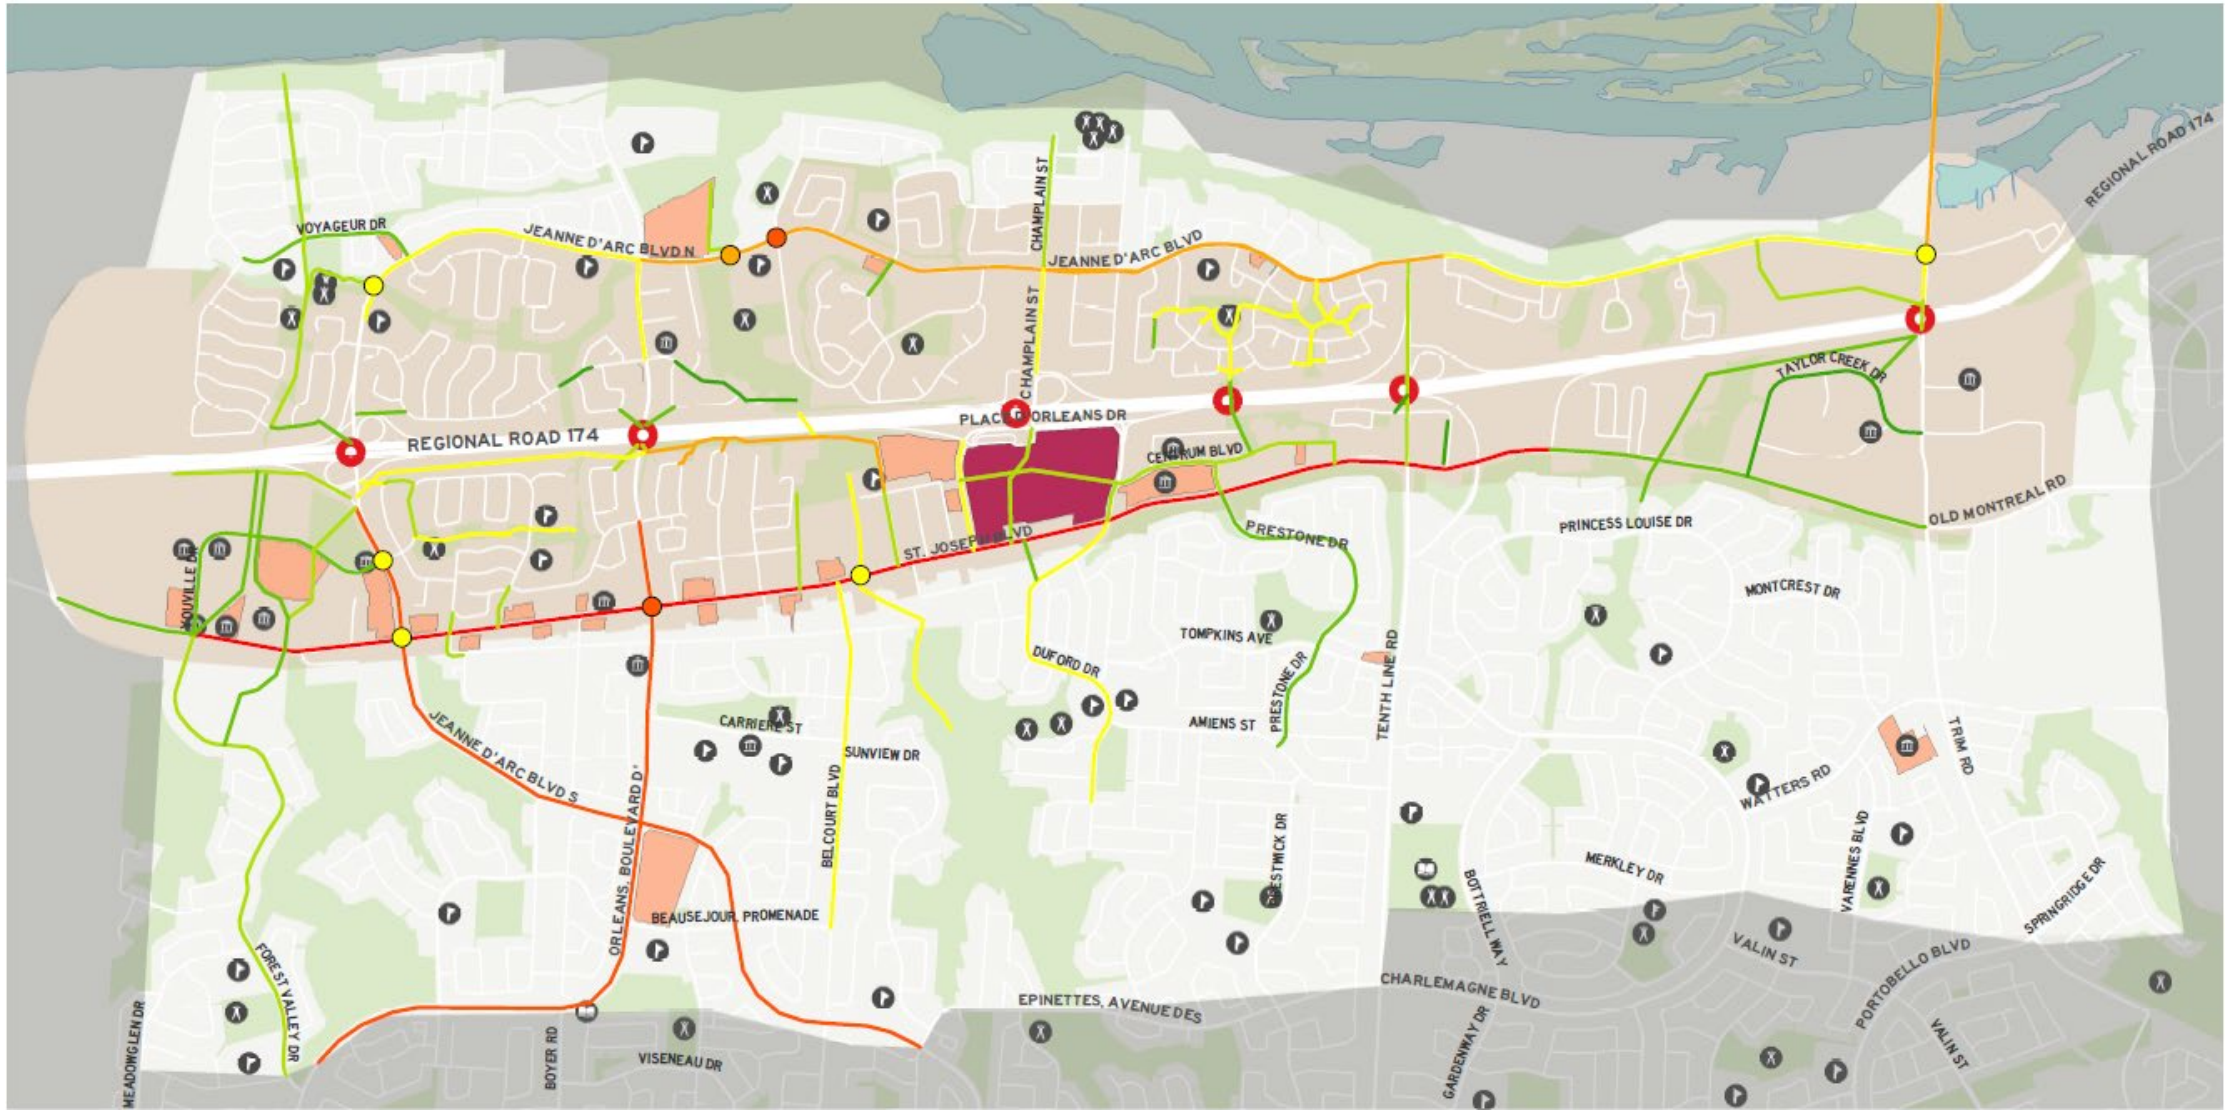 REGIONAL ROAD 174
CHAMPLAIN ST
VOYAGEUR DR
JEANNE D'ARC BLVD N
JEANNE D'ARC BLVD
CHAMPLAIN ST
TAYLOR CREEK DR
PLACE D'ORLEANS DR
REGIONAL ROAD 174
CENTRUM BLVD
OLD MONTREAL RD
PRINCESS LOUISE DR
PRESTONE DR
ST. JOSEPH BLVD
MONTCREST DR
TOMPKINS AVE
DUFORD DR
PRESTONE DR
TENTH LINE RD
AMIENS ST
CARRIERE ST
SUNVIEW DR
TRIM RD
JEANNE D'ARC BLVD S
WATTERS RD
BELCOURT BLVD
ORLEANS, BOULEVARD D'
VARENNES BLVD
MERKLEY DR
BOTTRIELL WAY
SPRINGRIDGE DR
BEAUSEJOUR, PROMENADE
VALIN ST
FOREST VALLEY DR
PORTOBELLO BLVD
CHARLEMAGNE BLVD
EPINETTES, AVENUE DES
MEADOWGLEN DR
BOYER RD
VISENEAU DR
GARDENWAY DR
VALIN ST